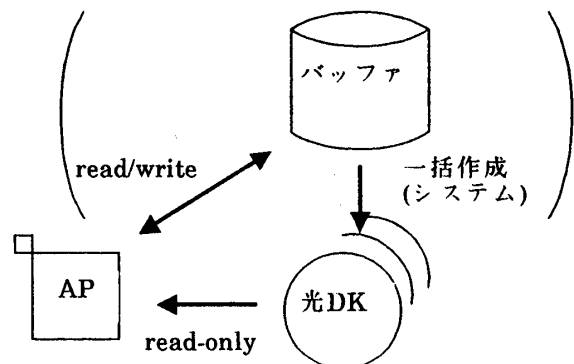 バッファ
read/write
一括作成
(システム)
AP
光DK
read-only